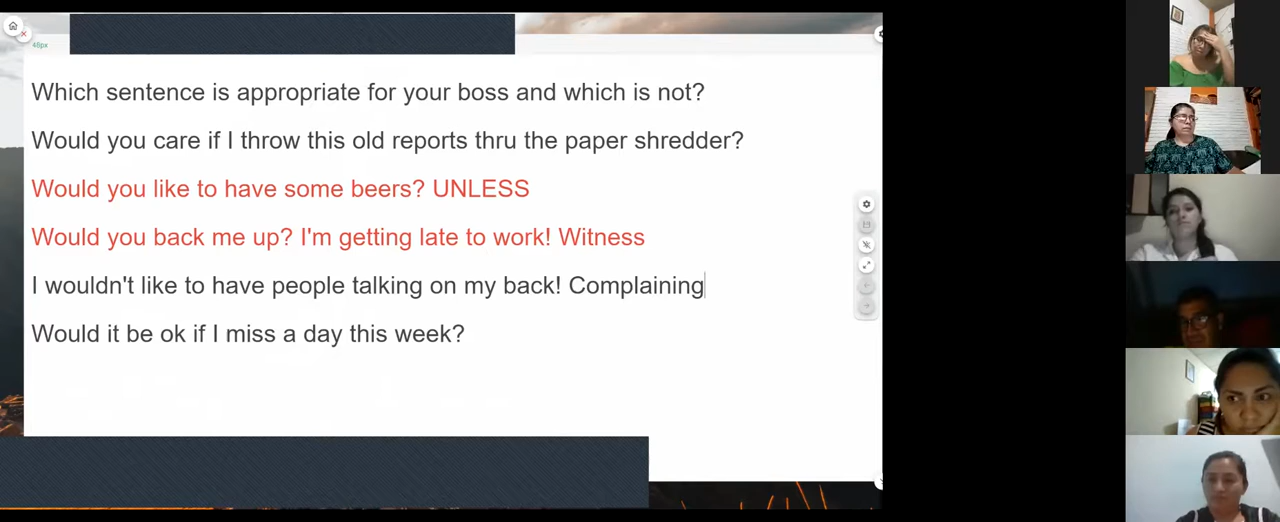 46px
Which sentence is appropriate for your boss and which is not?
Would you care if I throw this old reports thru the paper shredder?
Would you like to have some beers? UNLESS
Would you back me up? I'm getting late to work! Witness
I wouldn't like to have people talking on my back! Complaining
Would it be ok if I miss a day this week?